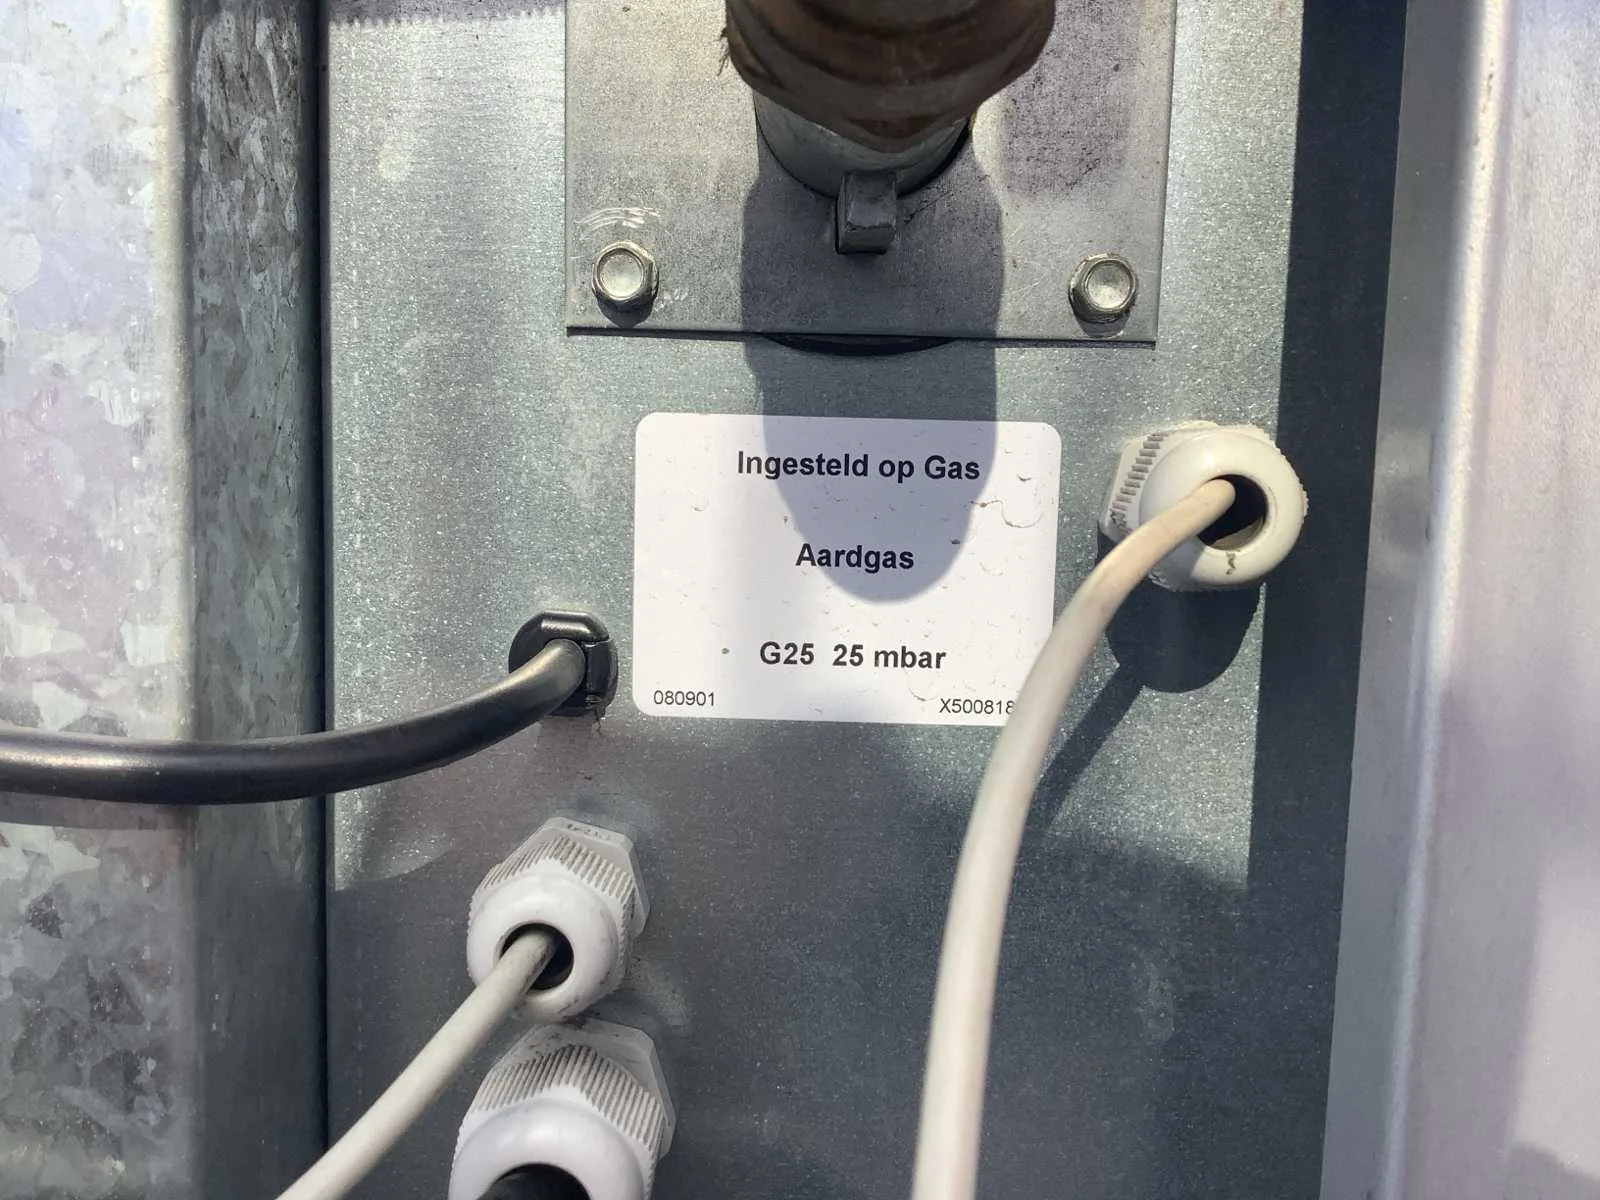 Ingesteld op Gas
Aardgas
G25 25 mbar
080901 X500818